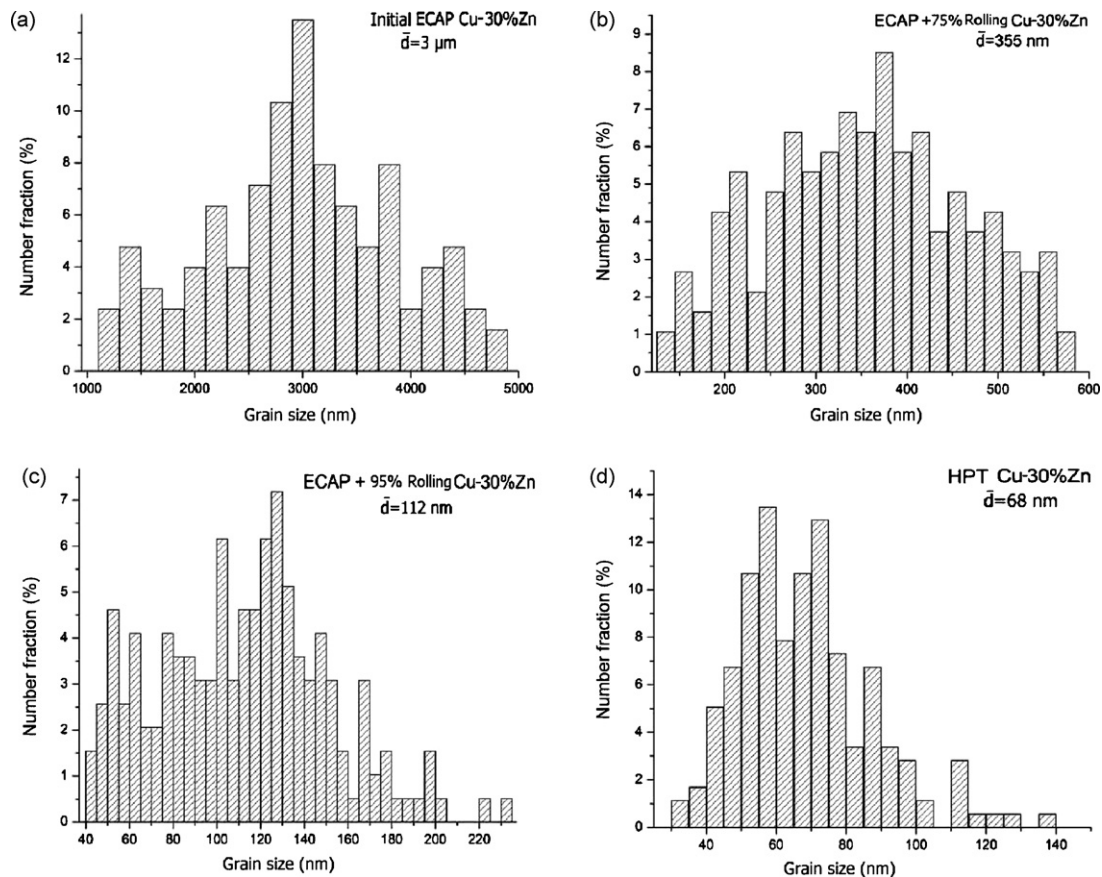 (a)
Initial ECAP Cu-30%Zn
d̄=3 µm
12
10
8
6
4
2
0
Number fraction (%)
1000 2000 3000 4000 5000
Grain size (nm)
(b)
ECAP +75% Rolling Cu-30%Zn
d̄=355 nm
9
8
7
6
5
4
3
2
1
0
Number fraction (%)
200 300 400 500 600
Grain size (nm)
(c)
ECAP + 95% Rolling Cu-30%Zn
d̄=112 nm
7
6
5
4
3
2
1
0
Number fraction (%)
40 60 80 100 120 140 160 180 200 220
Grain size (nm)
(d)
HPT Cu-30%Zn
d̄=68 nm
14
12
10
8
6
4
2
0
Number fraction (%)
40 60 80 100 120 140
Grain size (nm)